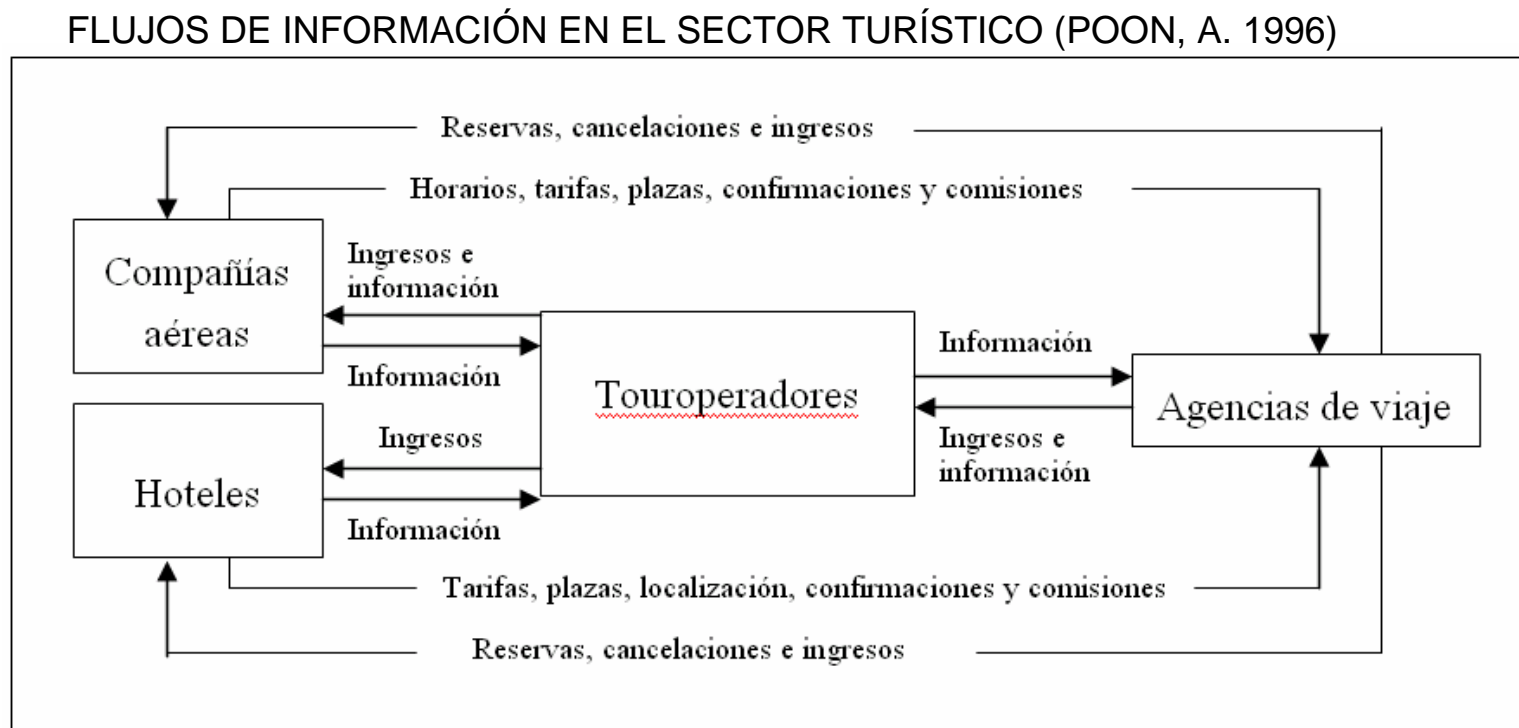 FLUJOS DE INFORMACIÓN EN EL SECTOR TURÍSTICO (POON, A. 1996)
Reservas, cancelaciones e ingresos
Horarios, tarifas, plazas, confirmaciones y comisiones
Compañías
aéreas
Ingresos e
información
Información
Touroperadores
Información
Agencias de viaje
Ingresos e
información
Ingresos
Hoteles
Información
Tarifas, plazas, localización, confirmaciones y comisiones
Reservas, cancelaciones e ingresos